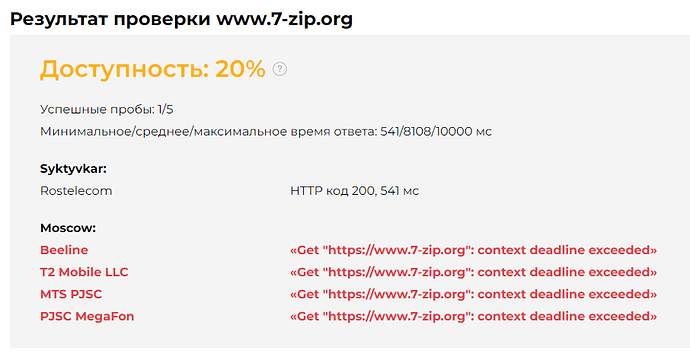 Результат проверки www.7-zip.org
Доступность: 20% ?
Успешные пробы: 1/5
Минимальное/среднее/максимальное время ответа: 541/8108/10000 мс
Syktyvkar:
Rostelecom HTTP код 200, 541 мс
Moscow:
Beeline «Get "https://www.7-zip.org": context deadline exceeded»
T2 Mobile LLC «Get "https://www.7-zip.org": context deadline exceeded»
MTS PJSC «Get "https://www.7-zip.org": context deadline exceeded»
PJSC MegaFon «Get "https://www.7-zip.org": context deadline exceeded»